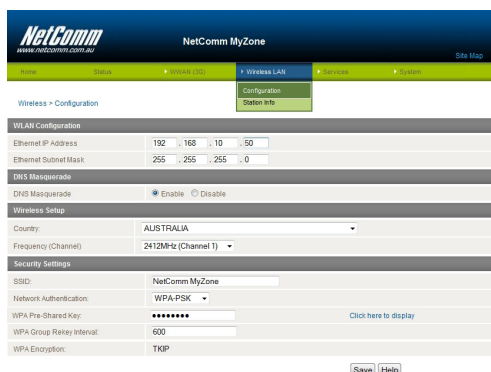 NetComm
www.netcomm.com.au
NetComm MyZone
Site Map
Home Status WWAN (3G) Wireless LAN Services System
Configuration
Station Info
Wireless > Configuration
WLAN Configuration
Ethernet IP Address 192 . 168 . 10 . 50
Ethernet Subnet Mask 255 . 255 . 255 . 0
DNS Masquerade
DNS Masquerade Enable Disable
Wireless Setup
Country: AUSTRALIA
Frequency (Channel) 2412MHz (Channel 1)
Security Settings
SSID: NetComm MyZone
Network Authentication: WPA-PSK
WPA Pre-Shared Key: •••••••• Click here to display
WPA Group Rekey Interval: 600
WPA Encryption: TKIP
Save Help